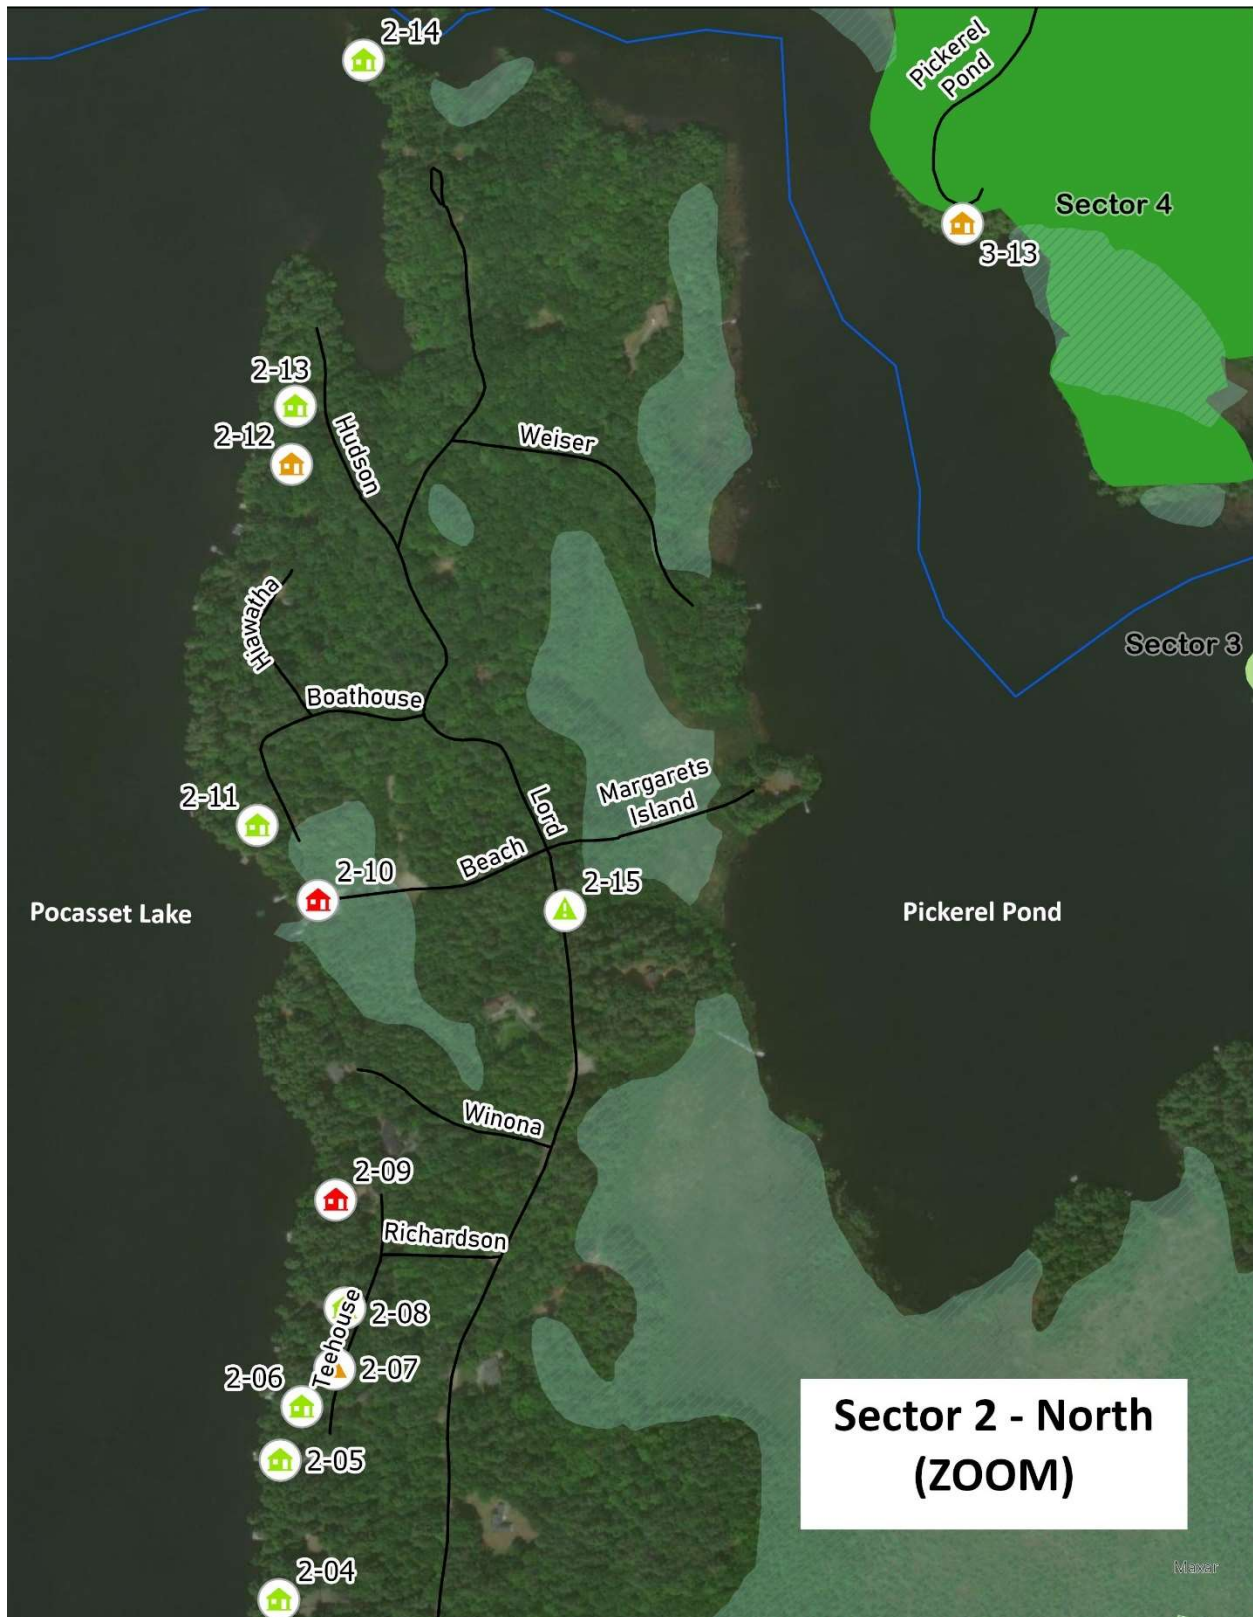 2-14
Pickerel
Pond
Sector 4
3-13
2-13
2-12
Hudson
Weiser
Hiawatha
Sector 3
Boathouse
2-11
Lord
Margarets
Island
Beach
2-10
2-15
Pocasset Lake
Pickerel Pond
Winona
2-09
Richardson
2-08
Teehouse
2-07
2-06
2-05
Sector 2 - North
(ZOOM)
2-04
Maxar